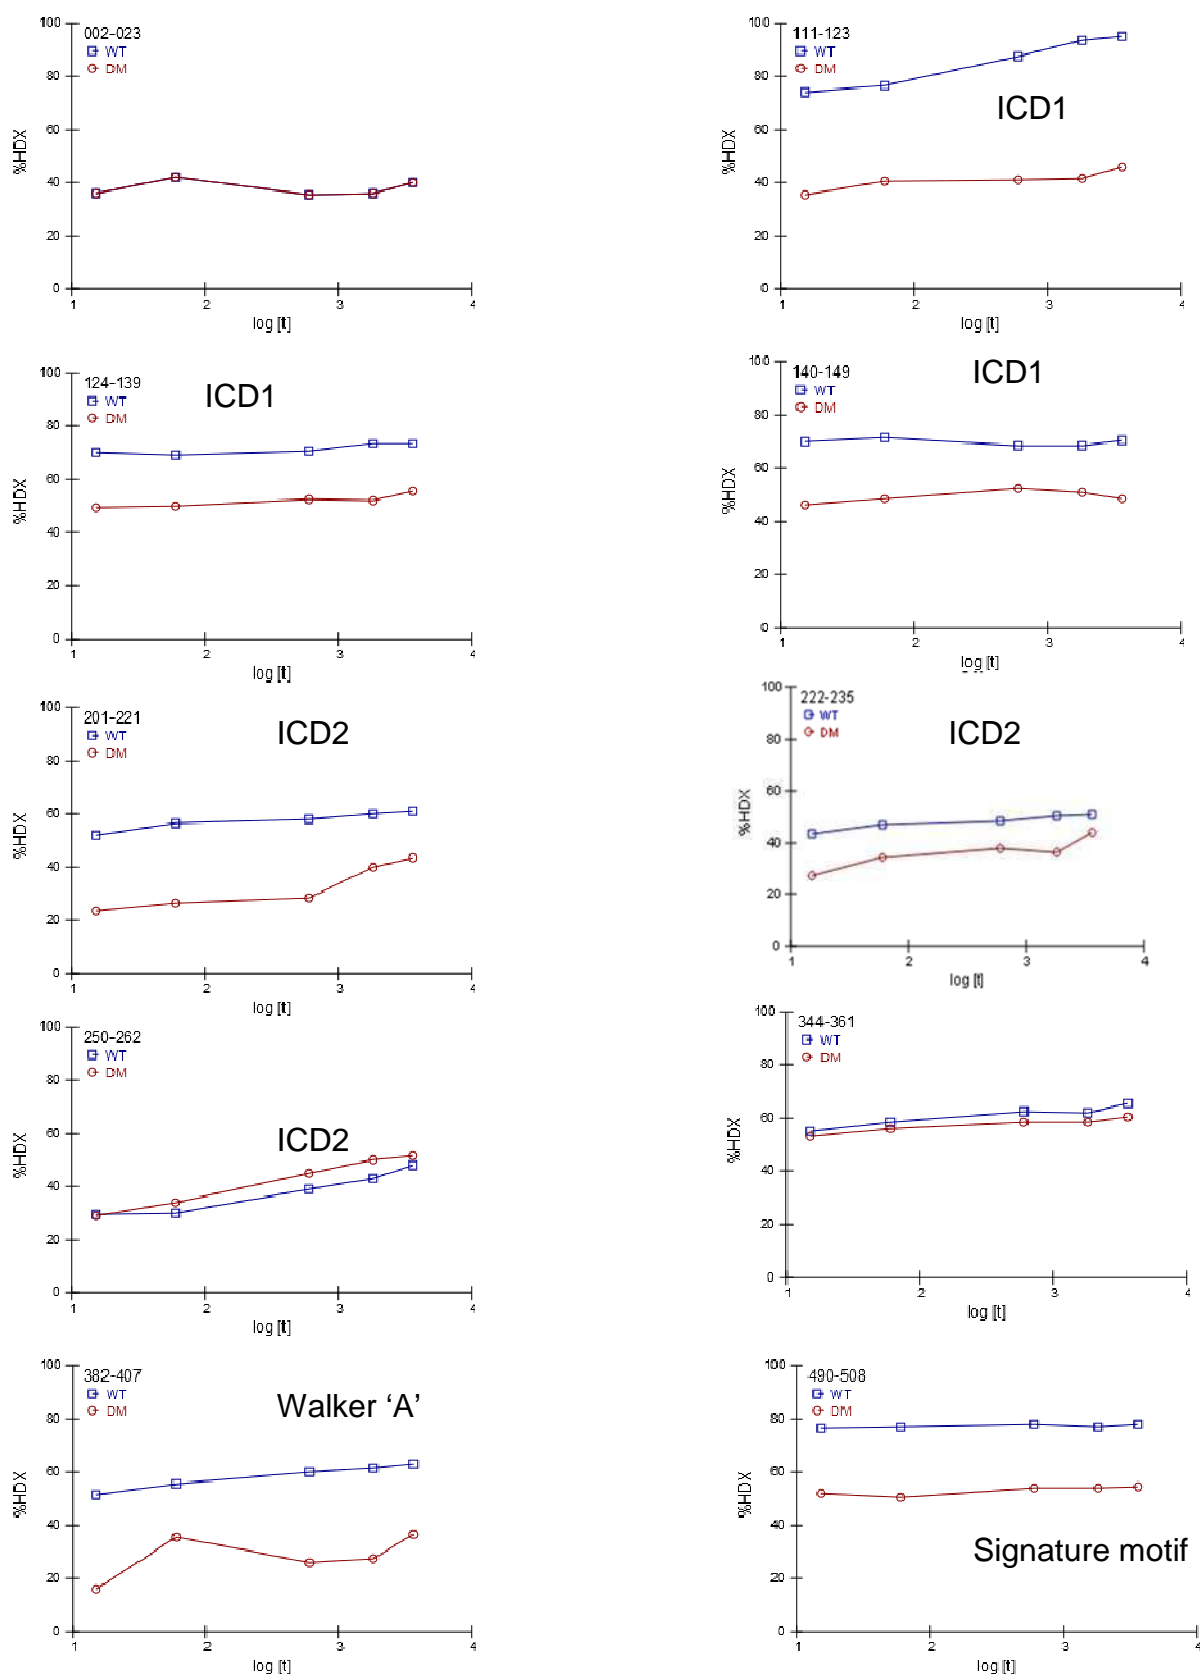 002-023
WT
DM
100
80
60
40
20
0
%HDX
1
2
3
4
log [t]
111-123
WT
DM
ICD1
100
80
60
40
20
0
%HDX
1
2
3
4
log [t]
124-139
WT
DM
ICD1
100
80
60
40
20
0
%HDX
1
2
3
4
log [t]
140-149
WT
DM
ICD1
100
80
60
40
20
0
%HDX
1
2
3
4
log [t]
201-221
WT
DM
ICD2
100
80
60
40
20
0
%HDX
1
2
3
4
log [t]
222-235
WT
DM
ICD2
100
80
60
40
20
0
%HDX
1
2
3
4
log [t]
250-262
WT
DM
ICD2
100
80
60
40
20
0
%HDX
1
2
3
4
log [t]
344-361
WT
DM
100
80
60
40
20
0
%HDX
1
2
3
4
log [t]
382-407
WT
DM
Walker ‘A’
100
80
60
40
20
0
%HDX
1
2
3
4
log [t]
490-508
WT
DM
Signature motif
100
80
60
40
20
0
%HDX
1
2
3
4
log [t]